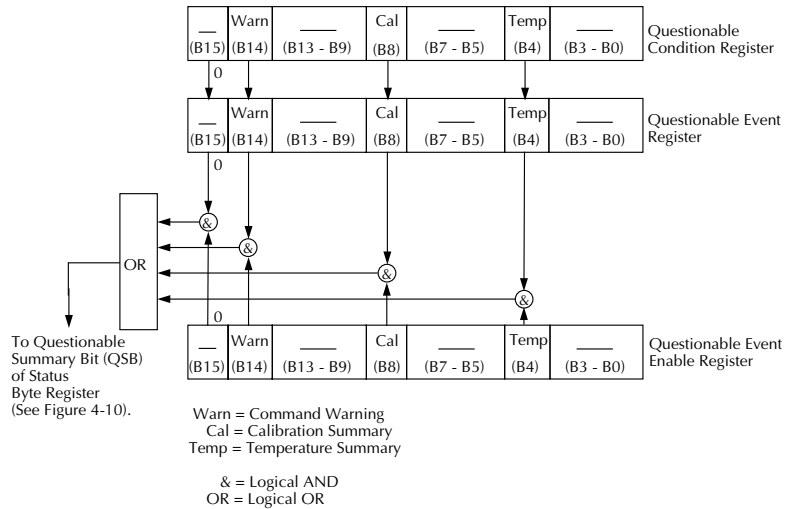 Warn Cal Temp
(B15) (B14) (B13 - B9) (B8) (B7 - B5) (B4) (B3 - B0)
Questionable
Condition Register
0
Warn Cal Temp
(B15) (B14) (B13 - B9) (B8) (B7 - B5) (B4) (B3 - B0)
Questionable Event
Register
0
&
&
&
&
OR
0
To Questionable
Summary Bit (QSB)
of Status
Byte Register
(See Figure 4-10).
Warn Cal Temp
(B15) (B14) (B13 - B9) (B8) (B7 - B5) (B4) (B3 - B0)
Questionable Event
Enable Register
Warn = Command Warning
Cal = Calibration Summary
Temp = Temperature Summary
& = Logical AND
OR = Logical OR